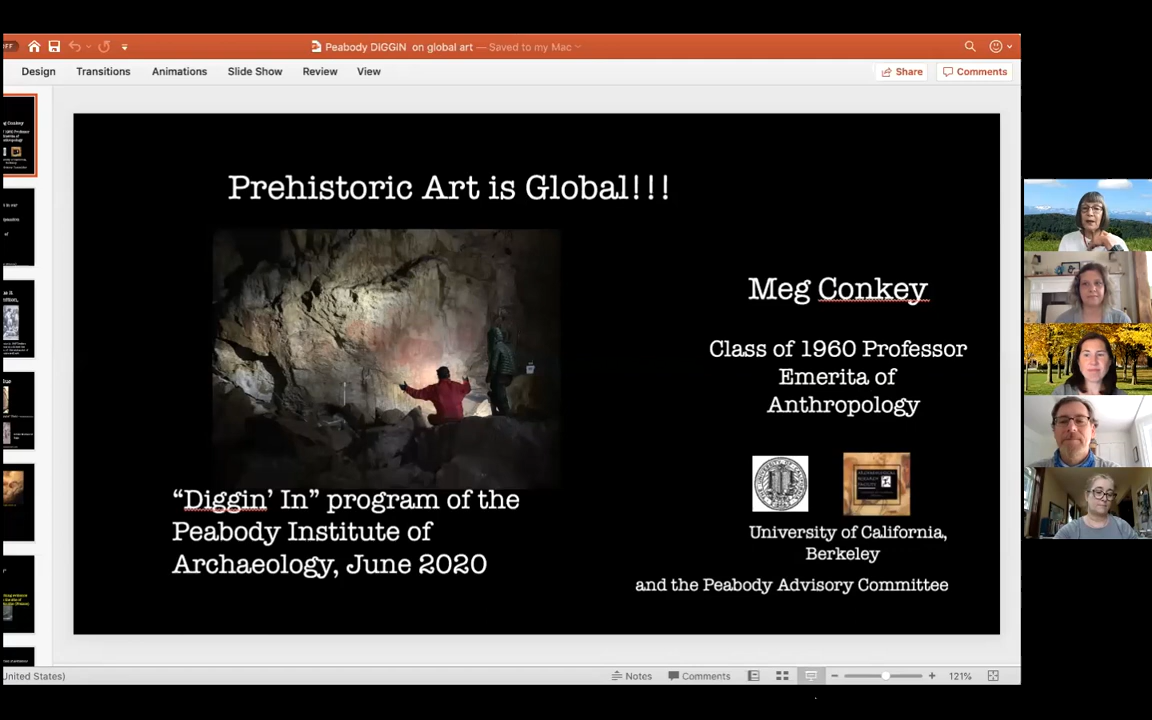 OFF
Peabody DIGGIN on global art — Saved to my Mac
Design Transitions Animations Slide Show Review View
Share Comments
Prehistoric Art is Global!!!
Meg Conkey
Class of 1960 Professor
Emerita of
Anthropology
“Diggin’ In” program of the
Peabody Institute of
Archaeology, June 2020
University of California,
Berkeley
and the Peabody Advisory Committee
United States)
Notes Comments 121%